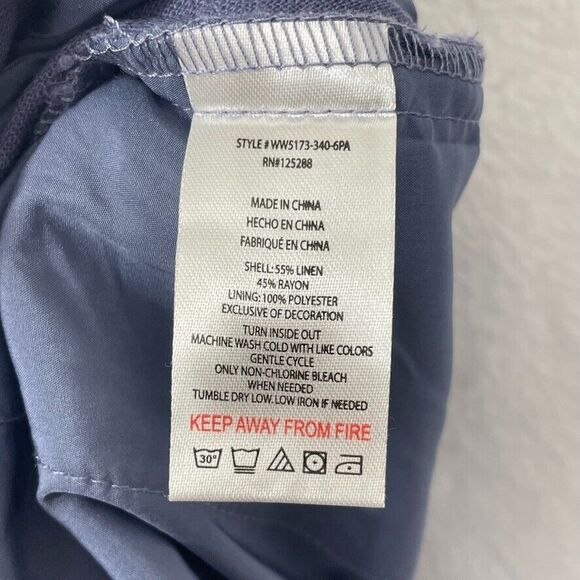 STYLE # WW5173-340-6PA
RN#125288
MADE IN CHINA
HECHO EN CHINA
FABRIQUÉ EN CHINA
SHELL: 55% LINEN
45% RAYON
LINING: 100% POLYESTER
EXCLUSIVE OF DECORATION
TURN INSIDE OUT
MACHINE WASH COLD WITH LIKE COLORS
GENTLE CYCLE
ONLY NON-CHLORINE BLEACH
WHEN NEEDED
TUMBLE DRY LOW. LOW IRON IF NEEDED
KEEP AWAY FROM FIRE
30°